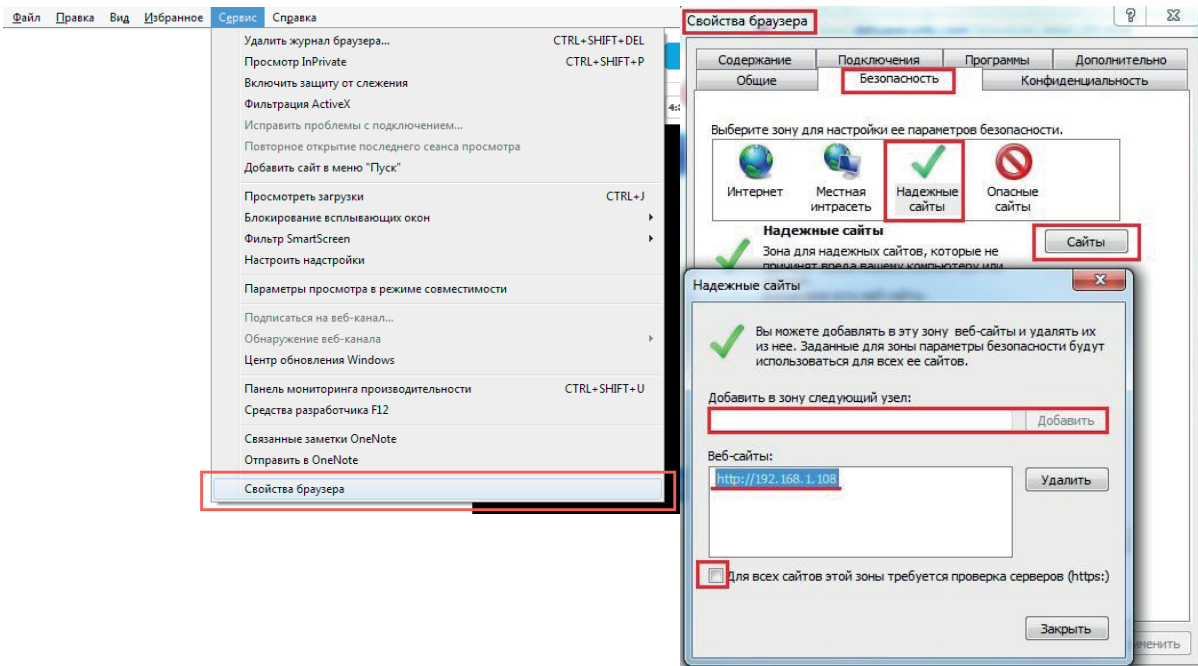 Файл Правка Вид Избранное Сервис Справка
Удалить журнал браузера... CTRL+SHIFT+DEL
Просмотр InPrivate CTRL+SHIFT+P
Включить защиту от слежения
Фильтрация ActiveX
Исправить проблемы с подключением...
Повторное открытие последнего сеанса просмотра
Добавить сайт в меню "Пуск"
Просмотреть загрузки CTRL+J
Блокирование всплывающих окон
Фильтр SmartScreen
Настроить надстройки
Параметры просмотра в режиме совместимости
Подписаться на веб-канал...
Обнаружение веб-канала
Центр обновления Windows
Панель мониторинга производительности CTRL+SHIFT+U
Средства разработчика F12
Связанные заметки OneNote
Отправить в OneNote
Свойства браузера
Свойства браузера
Содержание Подключения Программы Дополнительно
Общие Безопасность Конфиденциальность
Выберите зону для настройки ее параметров безопасности.
Интернет Местная интрасеть Надежные сайты Опасные сайты
Надежные сайты
Сайты
Зона для надежных сайтов, которые не
причинят вреда вашему компьютеру или
Надежные сайты
Вы можете добавлять в эту зону веб-сайты и удалять их
из нее. Заданные для зоны параметры безопасности будут
использоваться для всех ее сайтов.
Добавить в зону следующий узел:
Добавить
Веб-сайты:
http://192.168.1.108
Удалить
Для всех сайтов этой зоны требуется проверка серверов (https:)
Закрыть